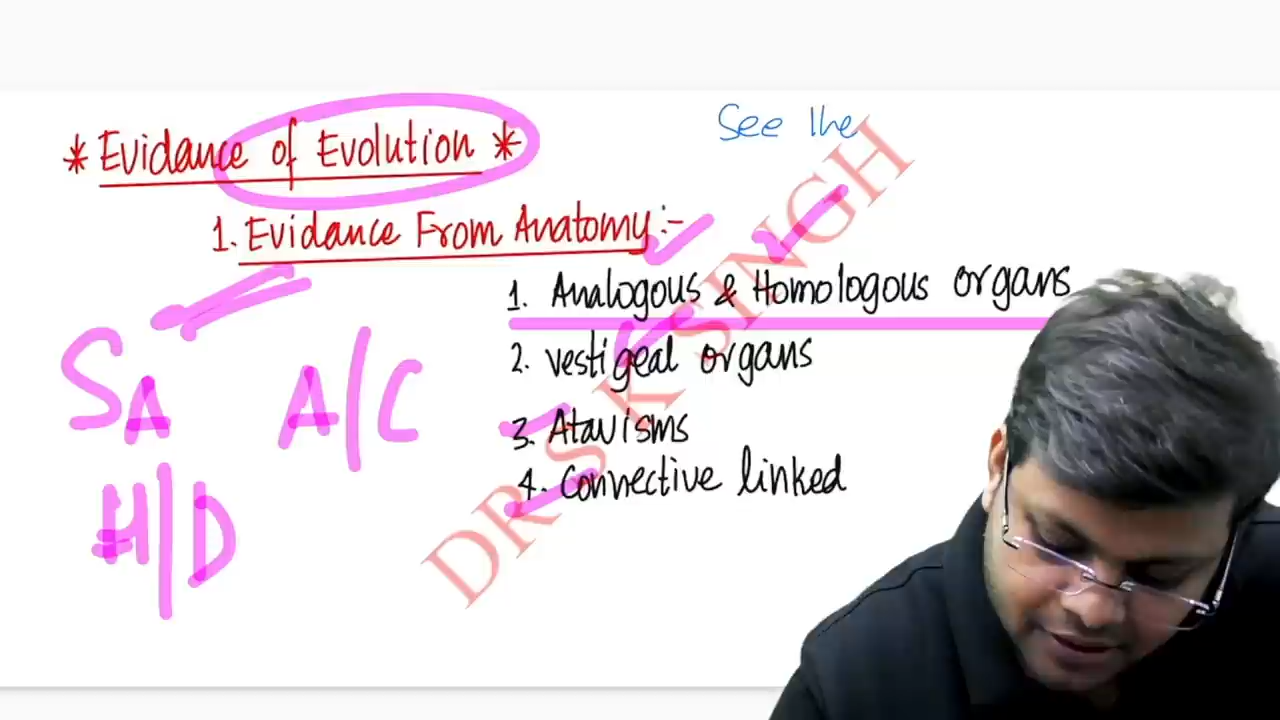 See the
* Evidance of Evolution *
1. Evidance From Anatomy :-
1. Analogous & Homologous organs
2. vestigeal organs
3. Atavisms
4. Connective linked
SA A|C
H|D
DR S K SINGH